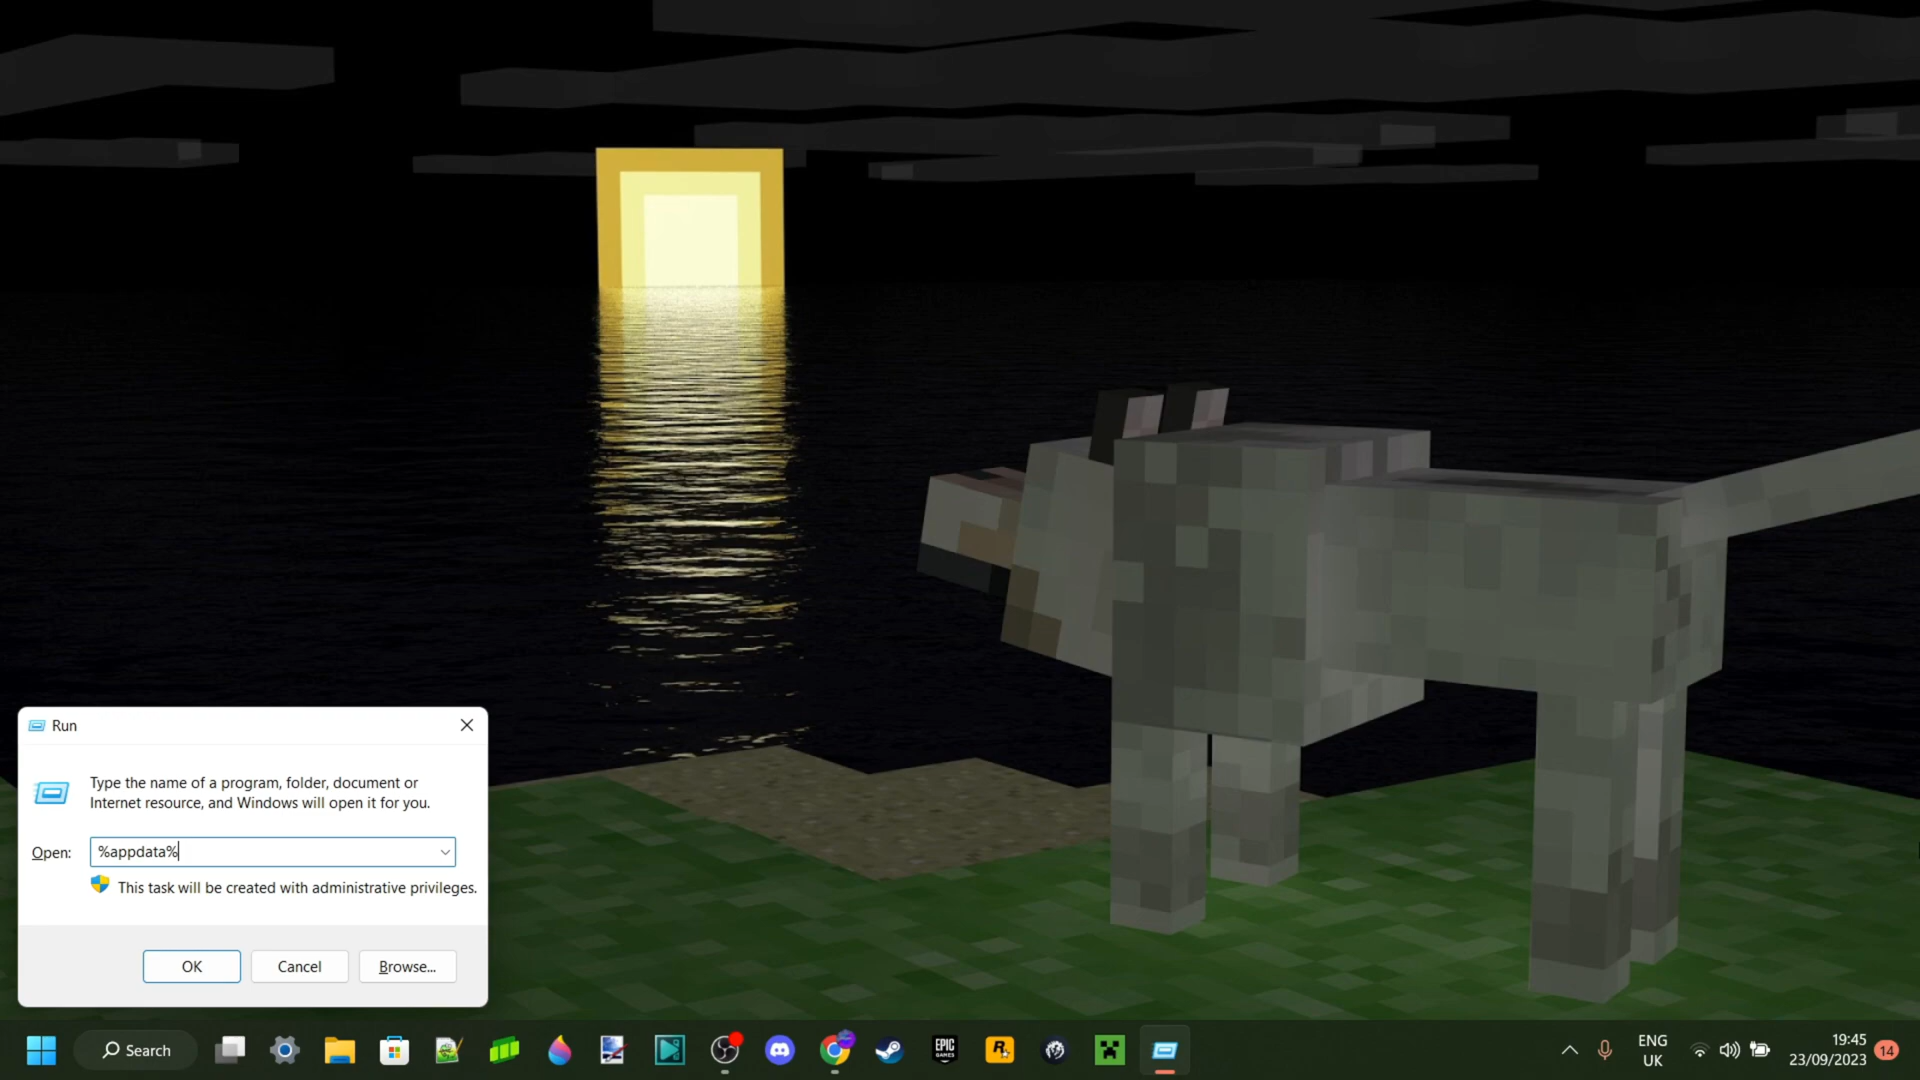 Run
Type the name of a program, folder, document or
Internet resource, and Windows will open it for you.
Open:
%appdata%
This task will be created with administrative privileges.
OK
Cancel
Browse...
Search
EPIC
GAMES
R
ENG
UK
19:45
23/09/2023
14